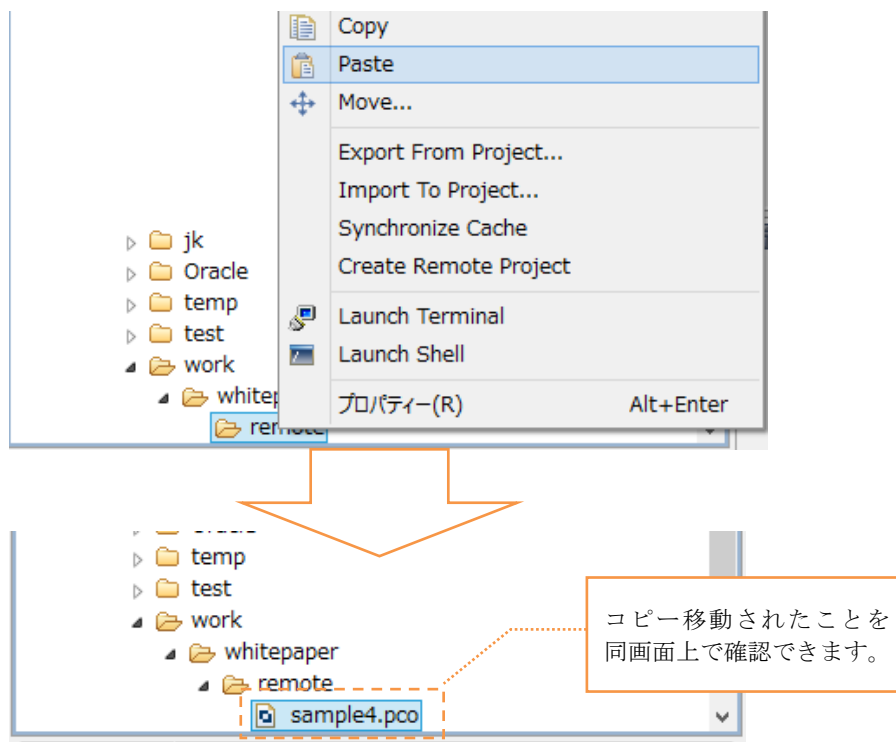 Copy
Paste
Move...
Export From Project...
Import To Project...
Synchronize Cache
Create Remote Project
Launch Terminal
Launch Shell
プロパティー(R) Alt+Enter
jk
Oracle
temp
test
work
remote
temp
test
work
whitepaper
remote
sample4.pco
コピー移動されたことを
同画面上で確認できます。